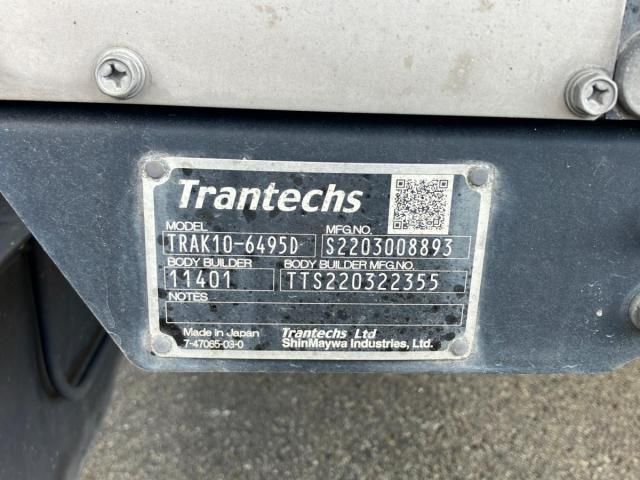 Trantechs
MODEL MFG.NO.
TRAK10-6495D S2203008893
BODY BUILDER BODY BUILDER MFG.NO.
11401 TTS220322355
NOTES
Made in Japan Trantechs Ltd
7-47065-03-0 ShinMaywa Industries, Ltd.